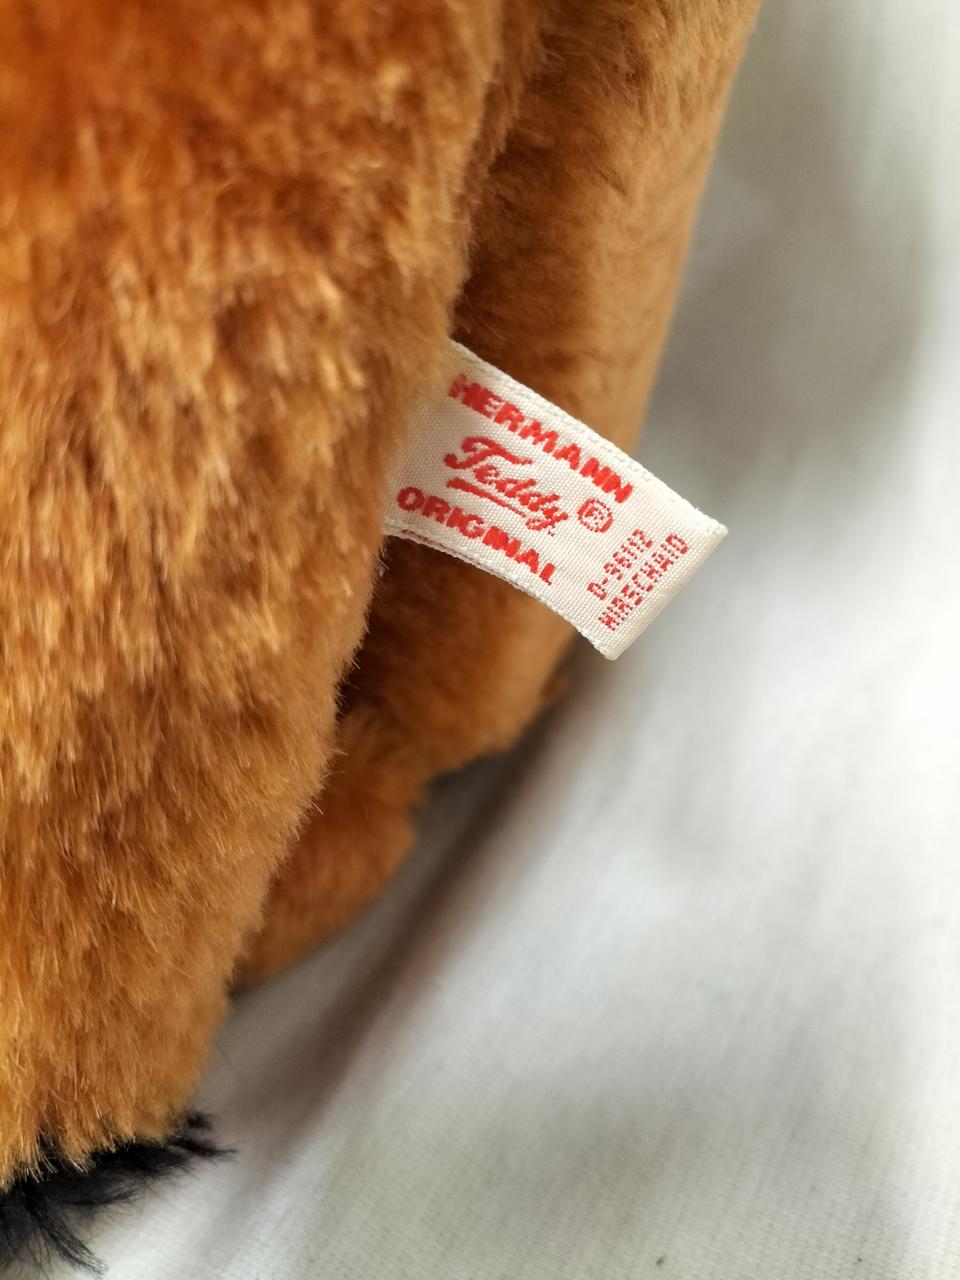 HERMANN
Teddy ®
ORIGINAL
D-96112
HIRSCHAID